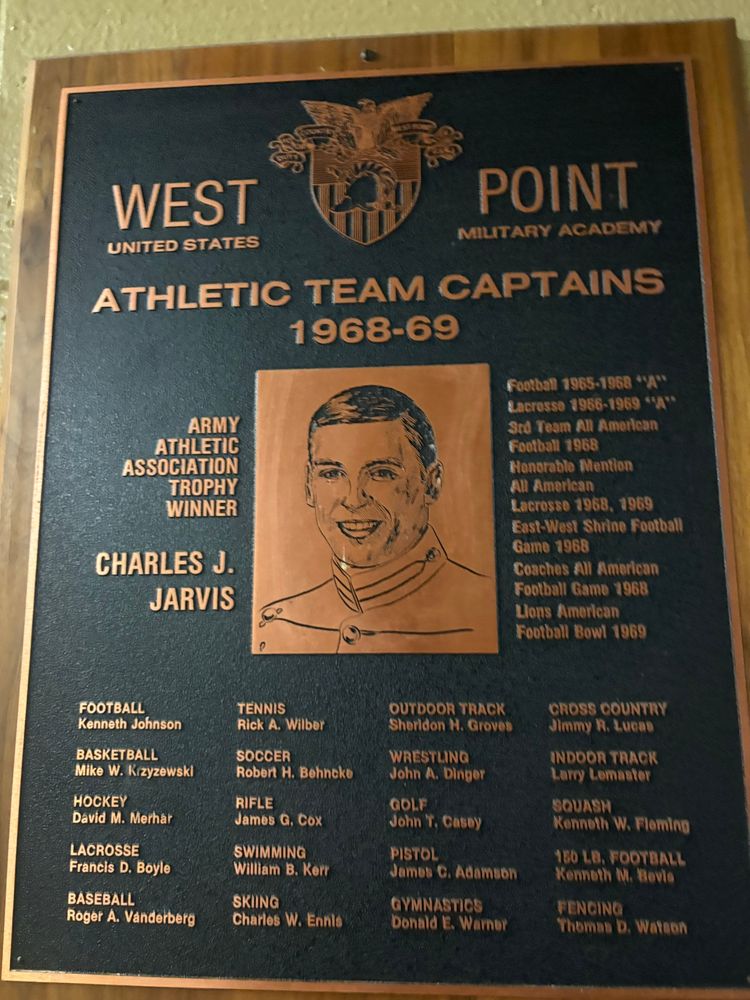 DUTY COUNTRY WEST POINT
WEST POINT
UNITED STATES MILITARY ACADEMY
ATHLETIC TEAM CAPTAINS
1968-69
ARMY
ATHLETIC
ASSOCIATION
TROPHY
WINNER
CHARLES J.
JARVIS
Football 1965-1968 "A"
Lacrosse 1966-1969 "A"
3rd Team All American
Football 1968
Honorable Mention
All American
Lacrosse 1968, 1969
East-West Shrine Football
Game 1968
Coaches All American
Football Game 1968
Lions American
Football Bowl 1969
FOOTBALL
Kenneth Johnson
BASKETBALL
Mike W. Krzyzewski
HOCKEY
David M. Merhar
LACROSSE
Francis D. Boyle
BASEBALL
Roger A. Vanderberg
TENNIS
Rick A. Wilber
SOCCER
Robert H. Behncke
RIFLE
James G. Cox
SWIMMING
William B. Kerr
SKIING
Charles W. Ennis
OUTDOOR TRACK
Sheridon H. Groves
WRESTLING
John A. Dinger
GOLF
John T. Casey
PISTOL
James C. Adamson
GYMNASTICS
Donald E. Warner
CROSS COUNTRY
Jimmy R. Lucas
INDOOR TRACK
Larry Lemaster
SQUASH
Kenneth W. Fleming
150 LB. FOOTBALL
Kenneth M. Bevis
FENCING
Thomas D. Watson